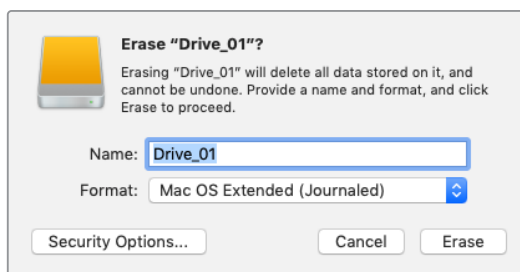 Erase “Drive_01”?
Erasing “Drive_01” will delete all data stored on it, and
cannot be undone. Provide a name and format, and click
Erase to proceed.
Name: Drive_01
Format: Mac OS Extended (Journaled)
Security Options... Cancel Erase